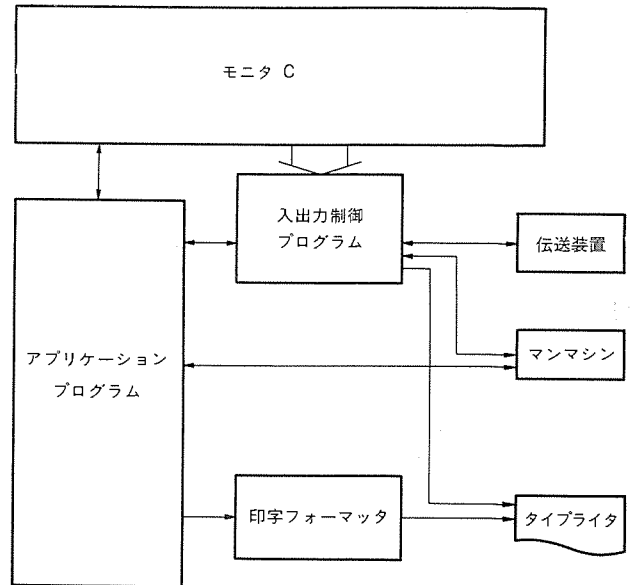 モニタ C
入出力制御
プログラム
伝送装置
アプリケーション
プログラム
マンマシン
印字フォーマッタ
タイプライタ